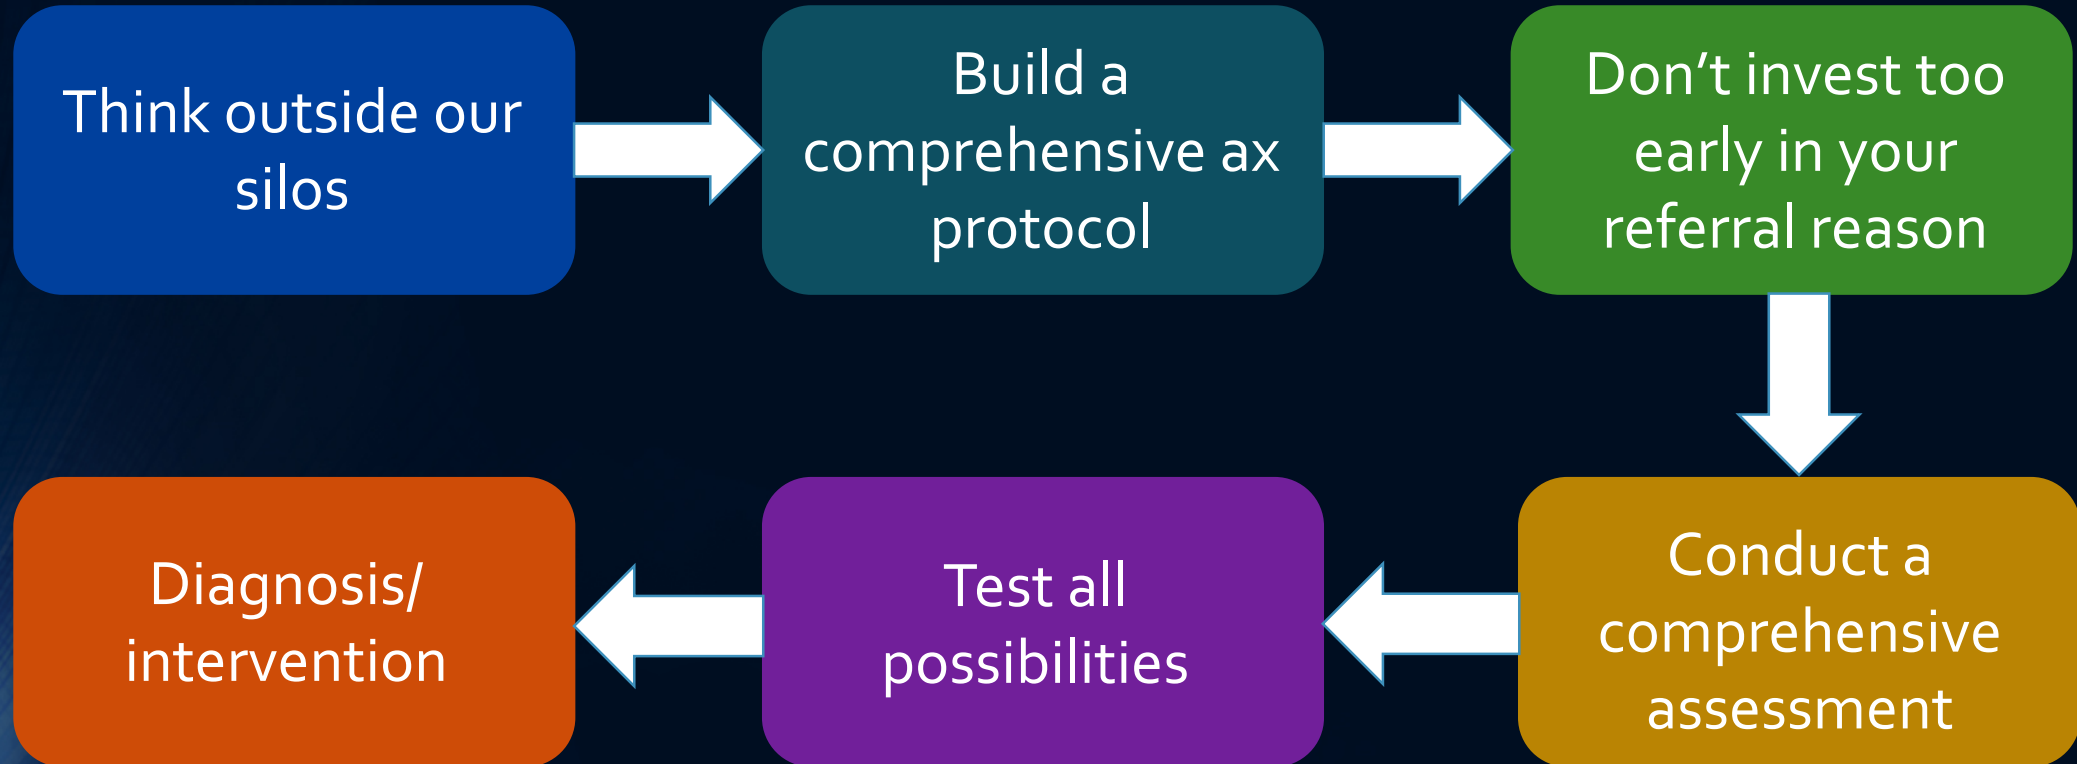 Think outside our
silos
Build a
comprehensive ax
protocol
Don’t invest too
early in your
referral reason
Conduct a
comprehensive
assessment
Test all
possibilities
Diagnosis/
intervention